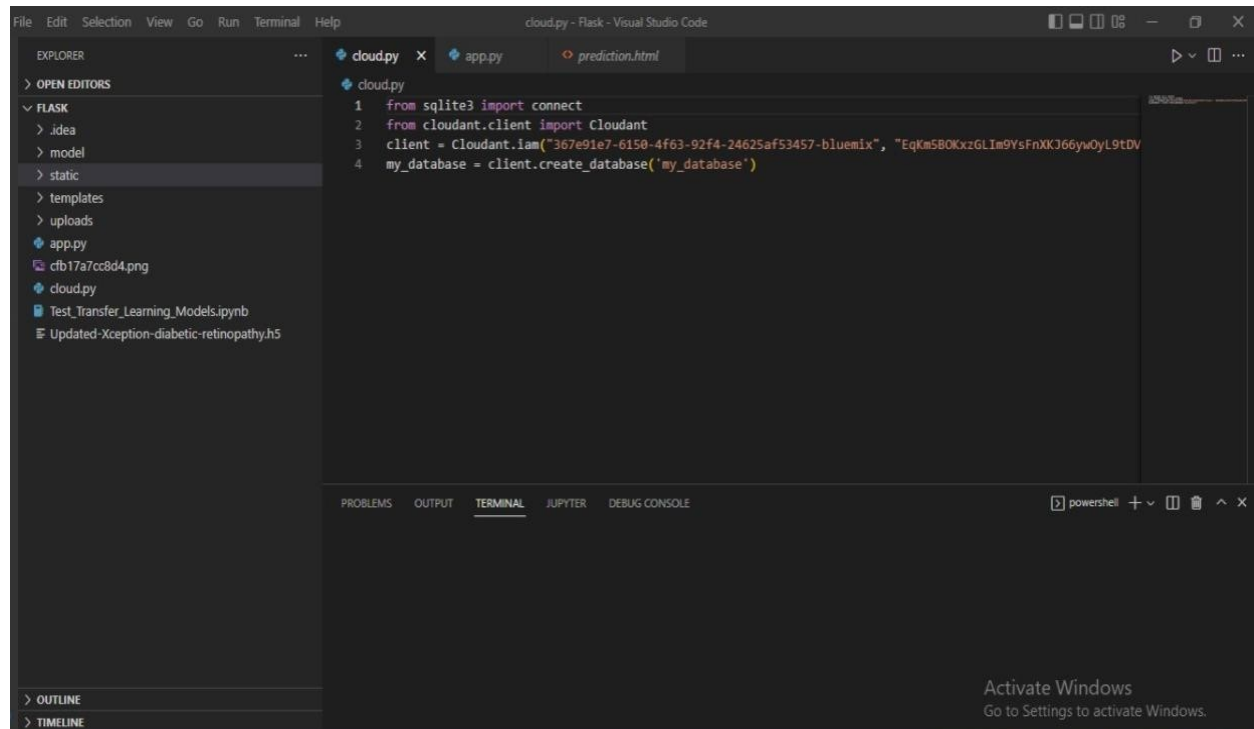 File Edit Selection View Go Run Terminal Help cloud.py - Flask - Visual Studio Code
EXPLORER
cloud.py app.py prediction.html
> OPEN EDITORS
cloud.py
FLASK
> .idea
> model
> static
> templates
> uploads
app.py
cfb17a7cc8d4.png
cloud.py
Test_Transfer_Learning_Models.ipynb
Updated-Xception-diabetic-retinopathy.h5
1 from sqlite3 import connect
2 from cloudant.client import Cloudant
3 client = Cloudant.iam("367e91e7-6150-4f63-92f4-24625af53457-bluemix", "EqKm5BOKxzGLIm9YsFnXKJ66ywOyL9tDV
4 my_database = client.create_database('my_database')
PROBLEMS OUTPUT TERMINAL JUPYTER DEBUG CONSOLE powershell
> OUTLINE
> TIMELINE
Activate Windows
Go to Settings to activate Windows.